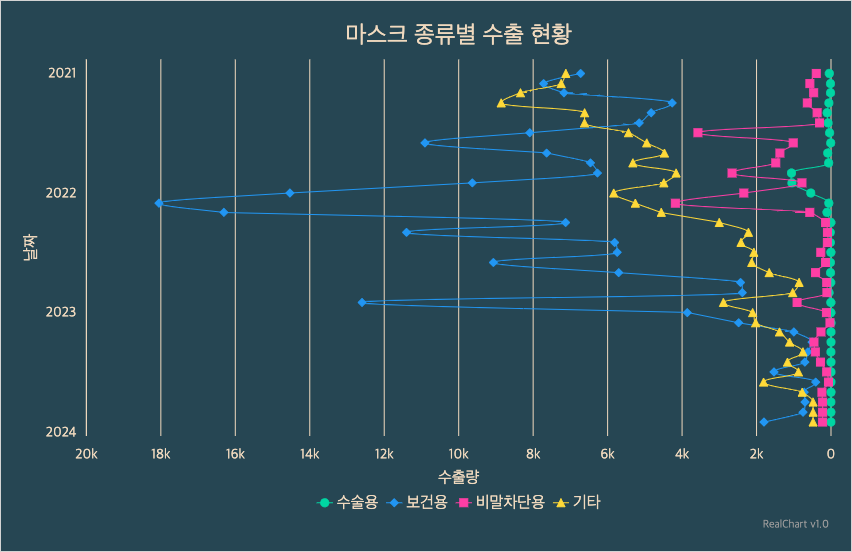 마스크 종류별 수출 현황
2021
2022
2023
2024
날짜
20k 18k 16k 14k 12k 10k 8k 6k 4k 2k 0
수출량
수술용 보건용 비말차단용 기타
RealChart v1.0